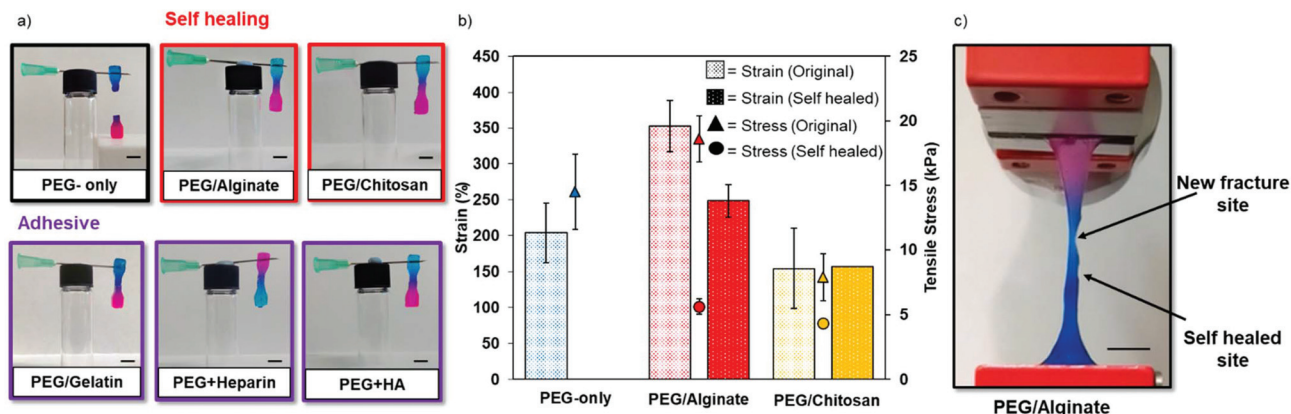 a)
Self healing
PEG- only
PEG/Alginate
PEG/Chitosan
Adhesive
PEG/Gelatin
PEG+Heparin
PEG+HA
b)
450
400
350
300
250
200
150
100
50
0
Strain (%)
25
20
15
10
5
0
Tensile Stress (kPa)
= Strain (Original)
= Strain (Self healed)
= Stress (Original)
= Stress (Self healed)
PEG-only
PEG/Alginate
PEG/Chitosan
c)
New fracture
site
Self healed
site
PEG/Alginate